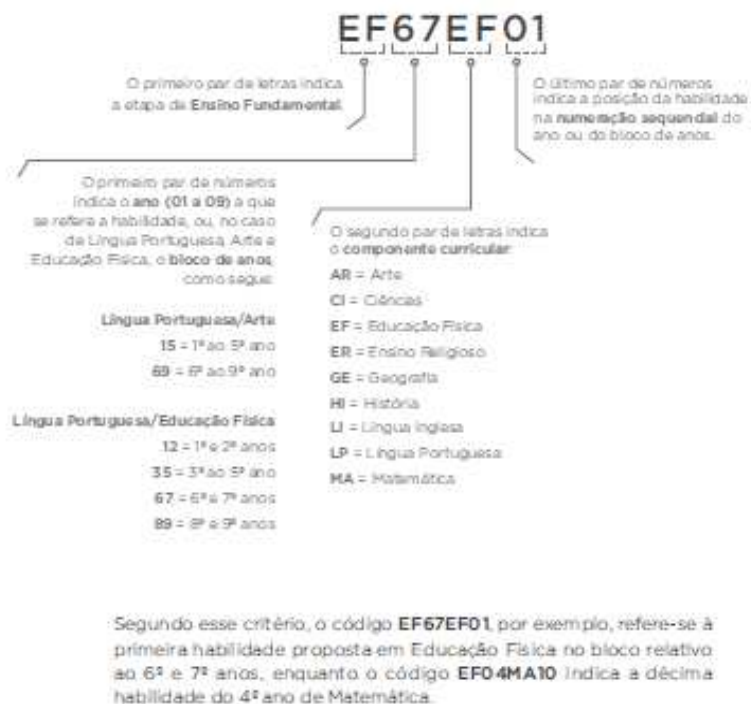 EF67EF01
O primeiro par de letras indica
a etapa de Ensino Fundamental.
O último par de números
indica a posição da habilidade
na numeração sequencial do
ano ou do bloco de anos.
O primeiro par de números
indica o ano (01 a 09) a que
se refere a habilidade, ou, no caso
de Língua Portuguesa, Arte e
Educação Física, o bloco de anos,
como segue:
Língua Portuguesa/Arte
15 = 1º ao 5º ano
69 = 6º ao 9º ano
Língua Portuguesa/Educação Física
12 = 1º e 2º anos
35 = 3º ao 5º ano
67 = 6º e 7º anos
89 = 8º e 9º anos
O segundo par de letras indica
o componente curricular:
AR = Arte
CI = Ciências
EF = Educação Física
ER = Ensino Religioso
GE = Geografia
HI = História
LI = Língua Inglesa
LP = Língua Portuguesa
MA = Matemática
Segundo esse critério, o código EF67EF01, por exemplo, refere-se à
primeira habilidade proposta em Educação Física no bloco relativo
ao 6º e 7º anos, enquanto o código EF04MA10 indica a décima
habilidade do 4º ano de Matemática.